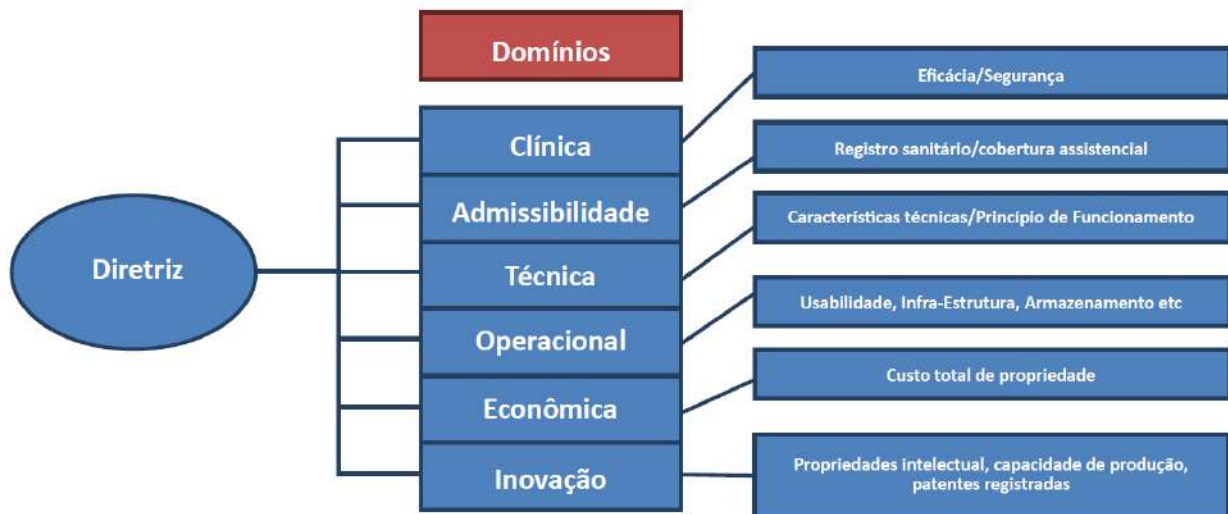 Domínios
Diretriz
Clínica
Eficácia/Segurança
Admissibilidade
Registro sanitário/cobertura assistencial
Técnica
Características técnicas/Princípio de Funcionamento
Operacional
Usabilidade, Infra-Estrutura, Armazenamento etc
Econômica
Custo total de propriedade
Inovação
Propriedades intelectual, capacidade de produção,
patentes registradas